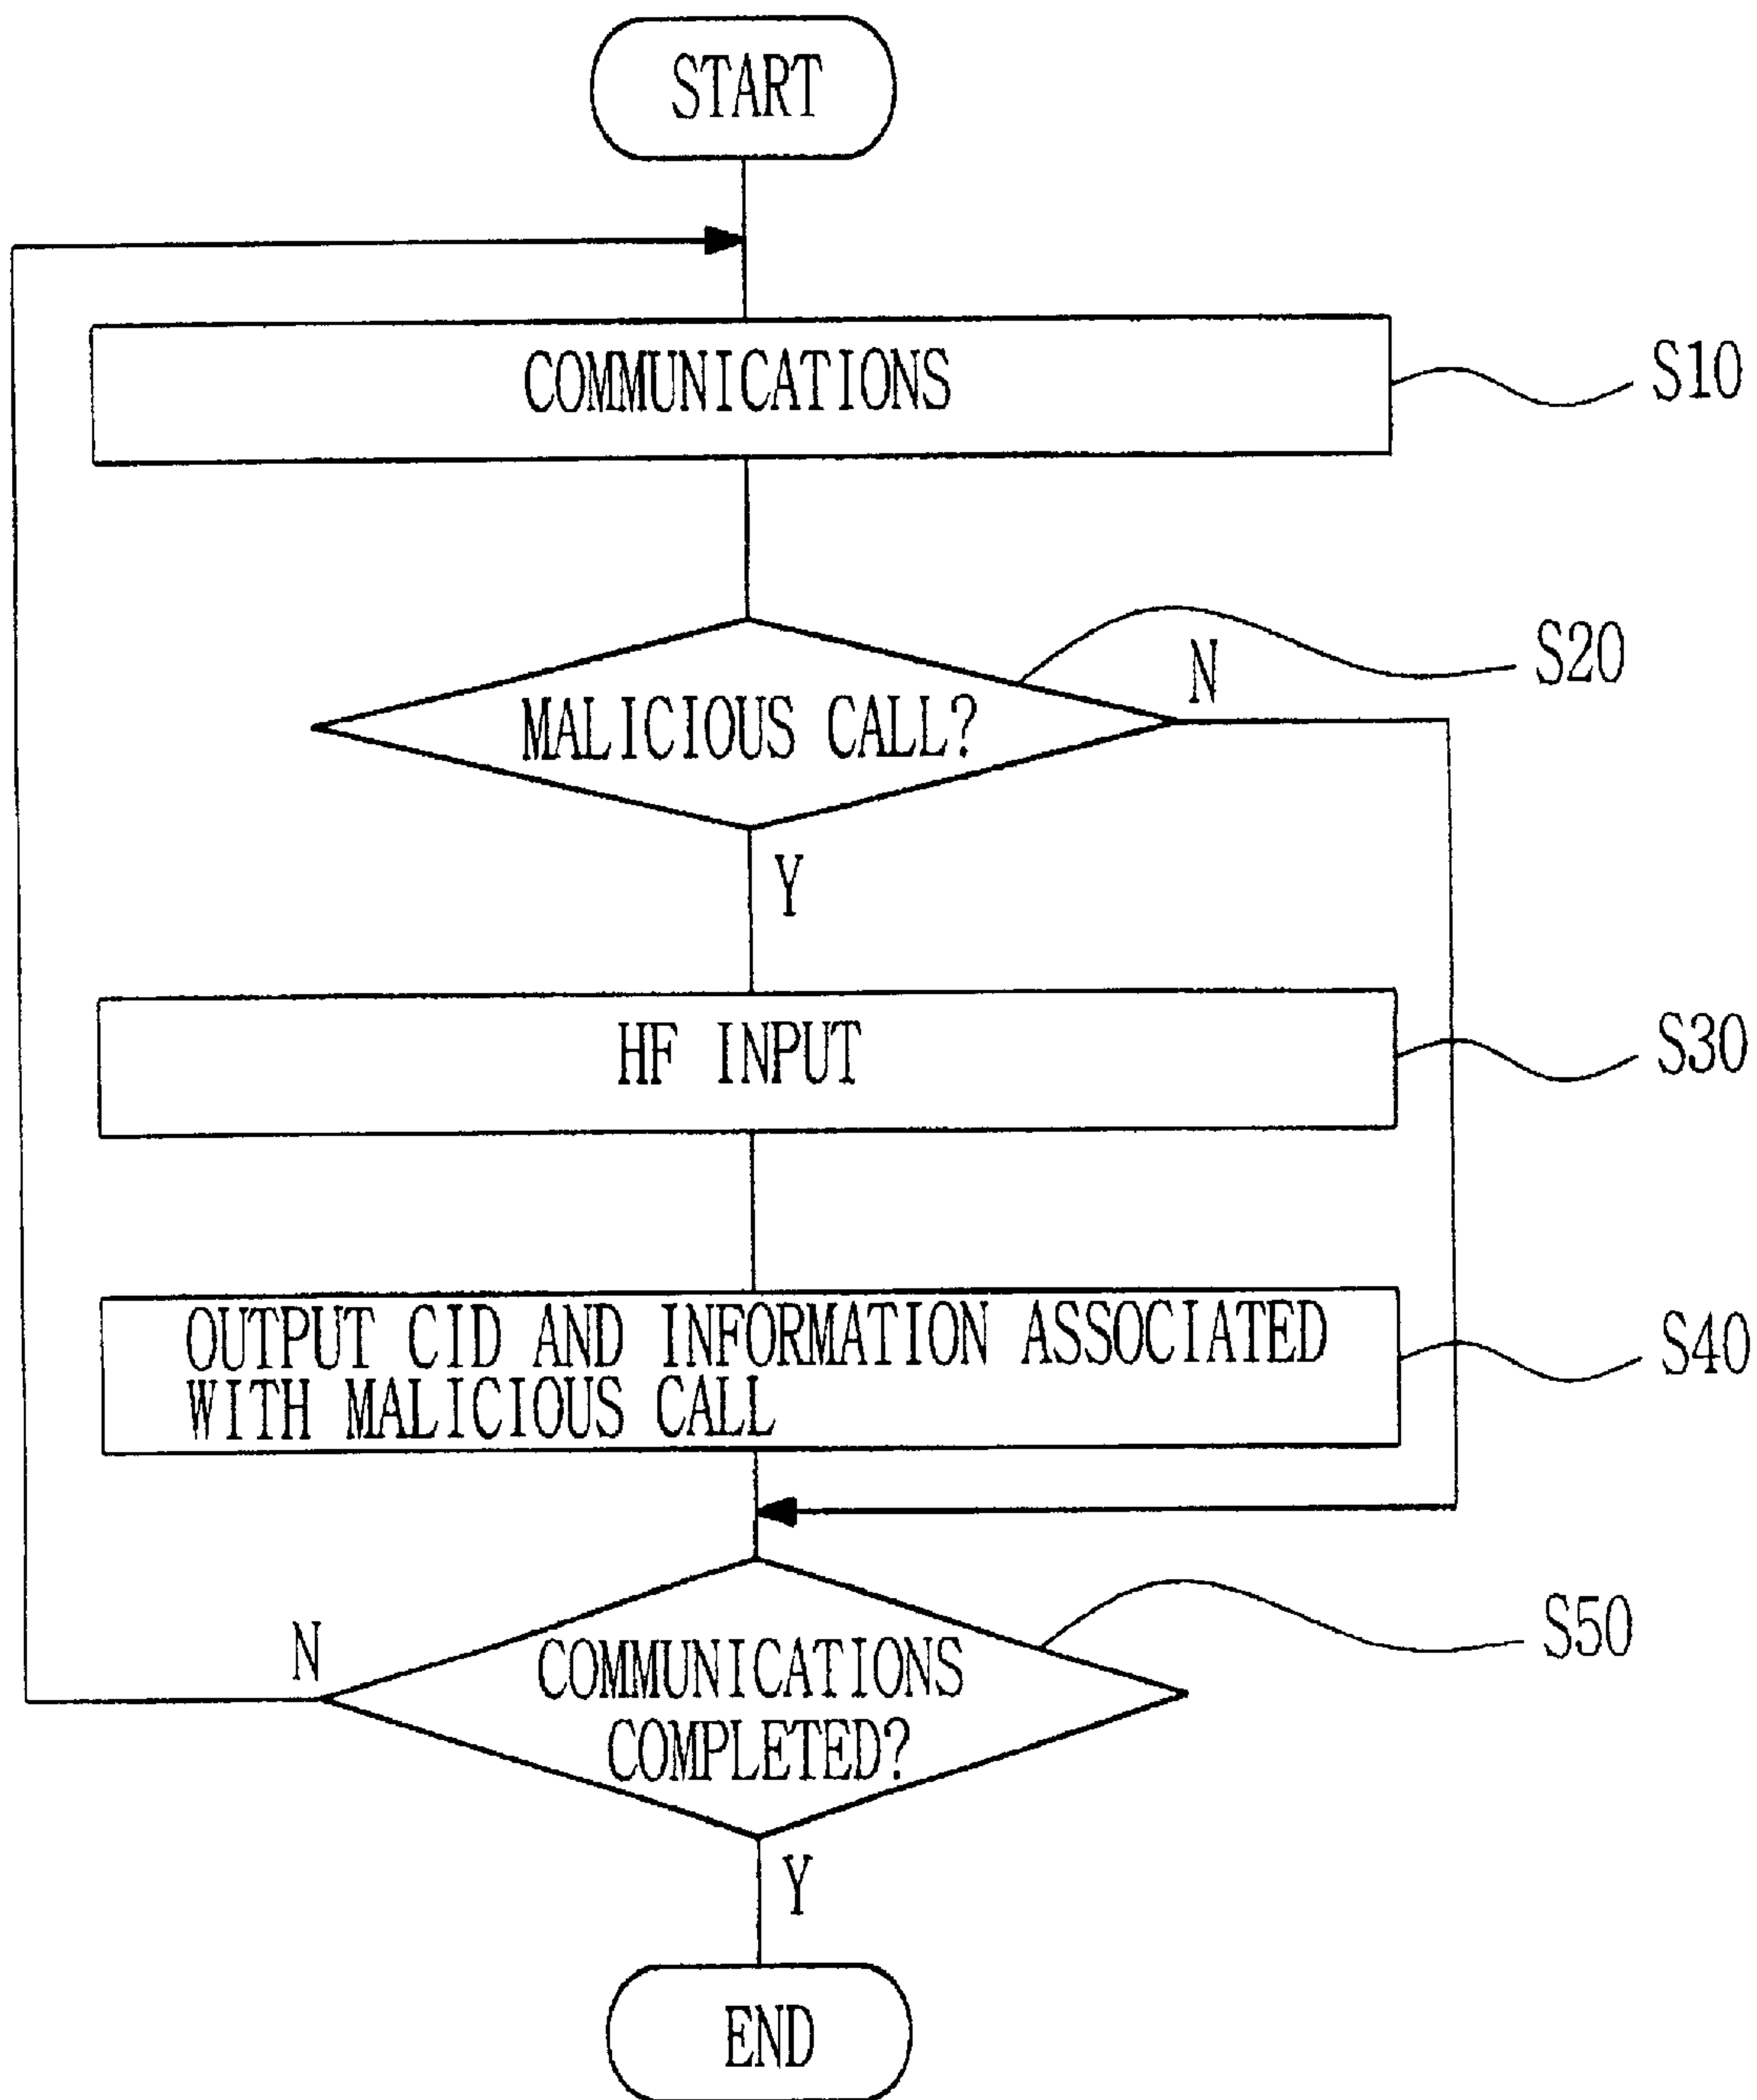 START
COMMUNICATIONS
S10
MALICIOUS CALL?
N
S20
Y
HF INPUT
S30
OUTPUT CID AND INFORMATION ASSOCIATED
WITH MALICIOUS CALL
S40
N
COMMUNICATIONS
COMPLETED?
S50
Y
END